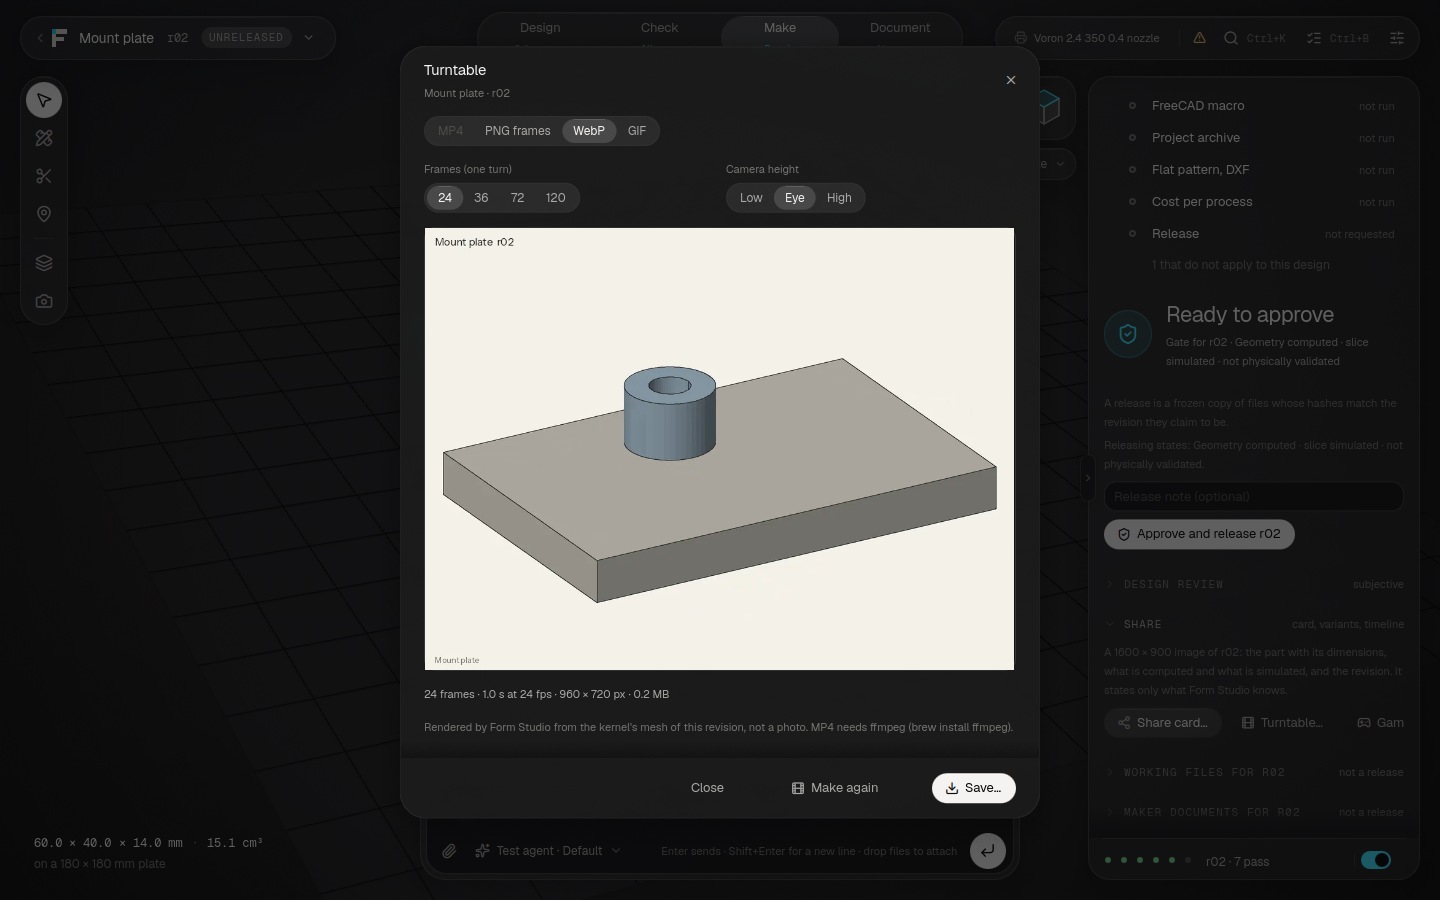 Mount plate r02 UNRELEASED
Design Check Make Document
Voron 2.4 350 0.4 nozzle Ctrl+K Ctrl+B
Turntable
Mount plate · r02
MP4 PNG frames WebP GIF
Frames (one turn) Camera height
24 36 72 120 Low Eye High
Mount plate r02
Mount plate
24 frames · 1.0 s at 24 fps · 960 × 720 px · 0.2 MB
Rendered by Form Studio from the kernel's mesh of this revision, not a photo. MP4 needs ffmpeg (brew install ffmpeg).
Close Make again Save…
FreeCAD macro not run
Project archive not run
Flat pattern, DXF not run
Cost per process not run
Release not requested
1 that do not apply to this design
Ready to approve
Gate for r02 · Geometry computed · slice
simulated · not physically validated
A release is a frozen copy of files whose hashes match the
revision they claim to be.
Releasing states: Geometry computed · slice simulated · not
physically validated.
Release note (optional)
Approve and release r02
DESIGN REVIEW subjective
SHARE card, variants, timeline
A 1600 × 900 image of r02: the part with its dimensions,
what is computed and what is simulated, and the revision. It
states only what Form Studio knows.
Share card… Turntable… Gam
WORKING FILES FOR R02 not a release
MAKER DOCUMENTS FOR R02 not a release
r02 · 7 pass
60.0 × 40.0 × 14.0 mm · 15.1 cm³
on a 180 × 180 mm plate
Test agent · Default Enter sends · Shift+Enter for a new line · drop files to attach